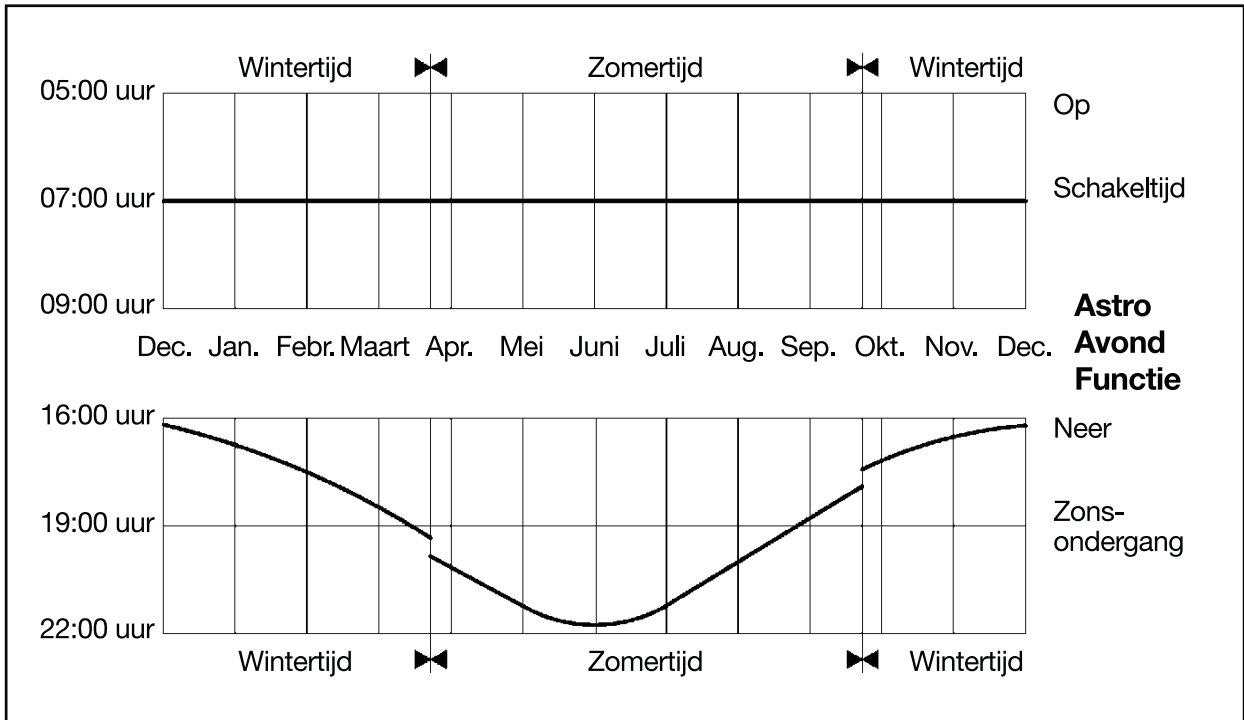 Wintertijd Zomertijd Wintertijd
05:00 uur Op
07:00 uur Schakeltijd
09:00 uur
Dec. Jan. Febr. Maart Apr. Mei Juni Juli Aug. Sep. Okt. Nov. Dec.
Astro
Avond
Functie
16:00 uur Neer
19:00 uur Zons-
ondergang
22:00 uur
Wintertijd Zomertijd Wintertijd